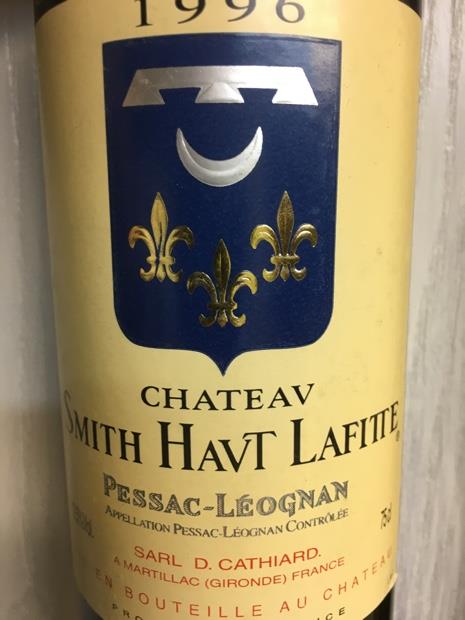 1996
CHATEAV
SMITH HAVT LAFITTE
PESSAC-LÉOGNAN
APPELLATION PESSAC-LÉOGNAN CONTRÔLÉE
75cl
SARL D. CATHIARD.
A MARTILLAC (GIRONDE) FRANCE
EN BOUTEILLE AU CHATEAU